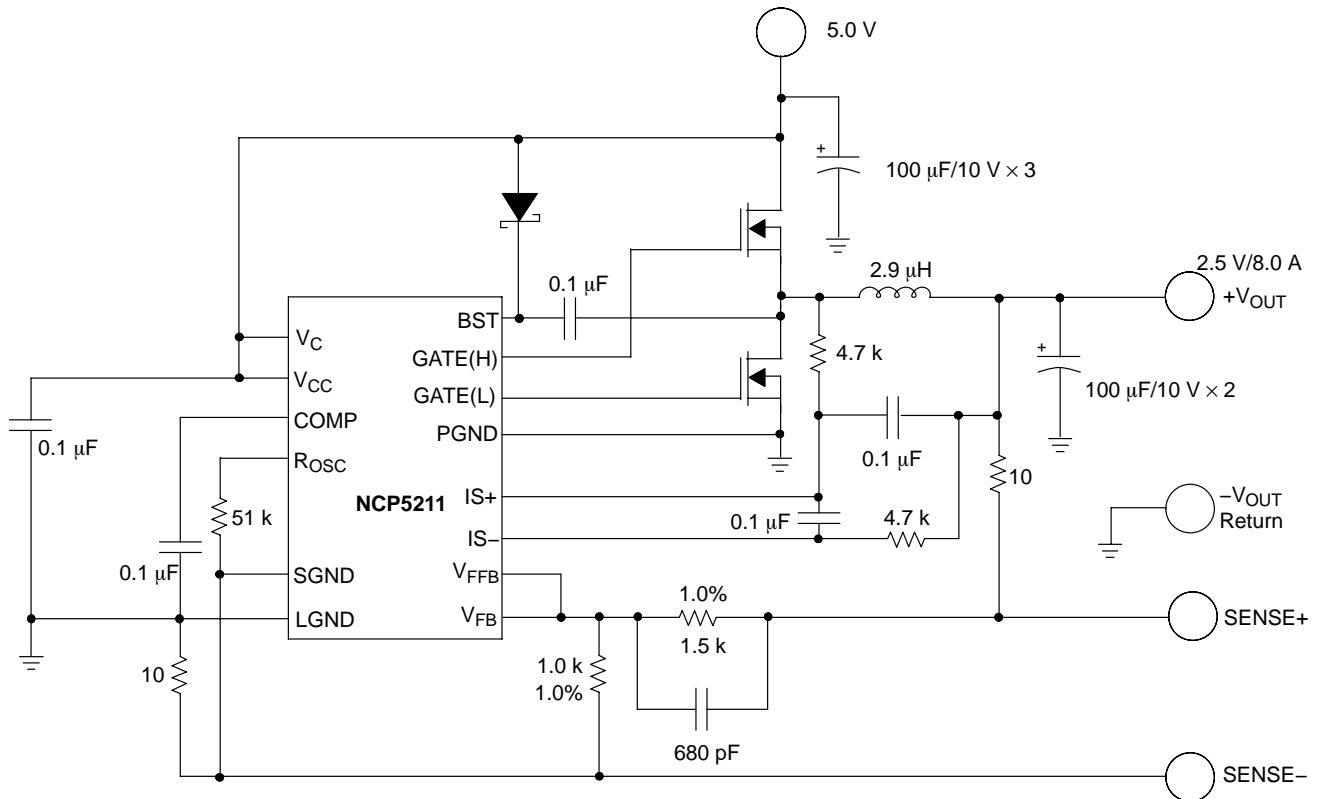 5.0 V
+
100 μF/10 V × 3
2.9 μH
2.5 V/8.0 A
+VOUT
0.1 μF
BST
VC
4.7 k
GATE(H)
+
VCC
GATE(L)
100 μF/10 V × 2
COMP
PGND
0.1 μF
0.1 μF
ROSC
10
NCP5211
IS+
−VOUT
Return
51 k
0.1 μF
4.7 k
IS−
0.1 μF
SGND
VFFB
1.0%
LGND
VFB
SENSE+
1.5 k
10
1.0 k
1.0%
680 pF
SENSE−